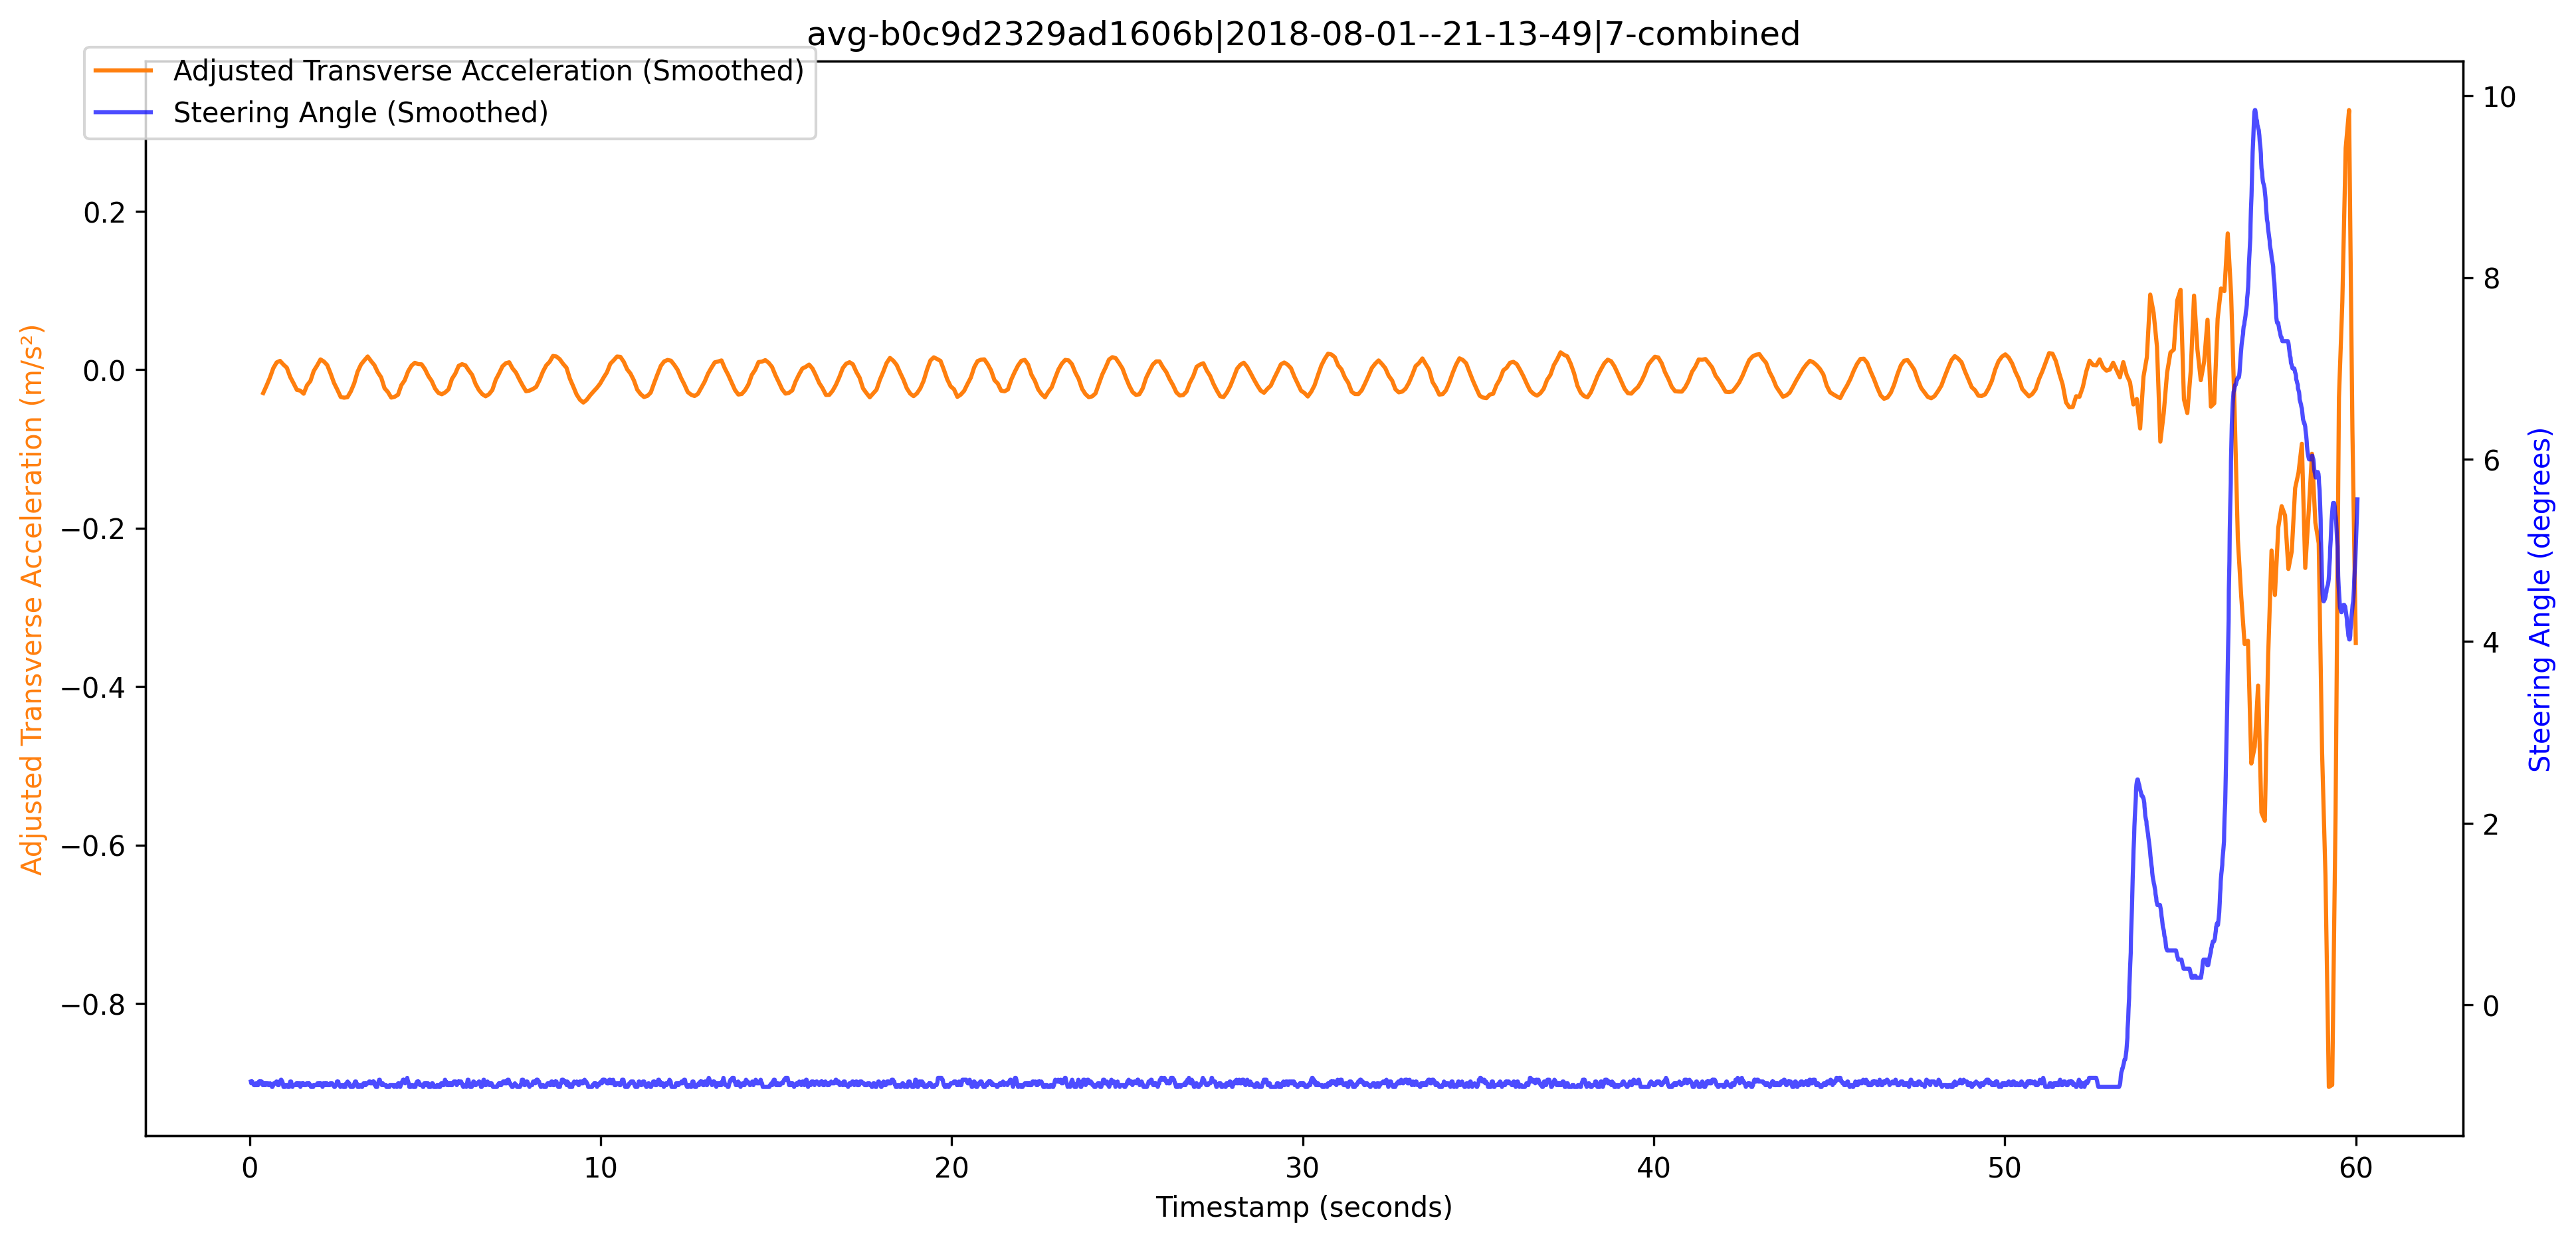 avg-b0c9d2329ad1606b|2018-08-01--21-13-49|7-combined
Adjusted Transverse Acceleration (Smoothed)
Steering Angle (Smoothed)
Adjusted Transverse Acceleration (m/s²)
0.2
0.0
−0.2
−0.4
−0.6
−0.8
10
8
6
4
2
0
Steering Angle (degrees)
0 10 20 30 40 50 60
Timestamp (seconds)